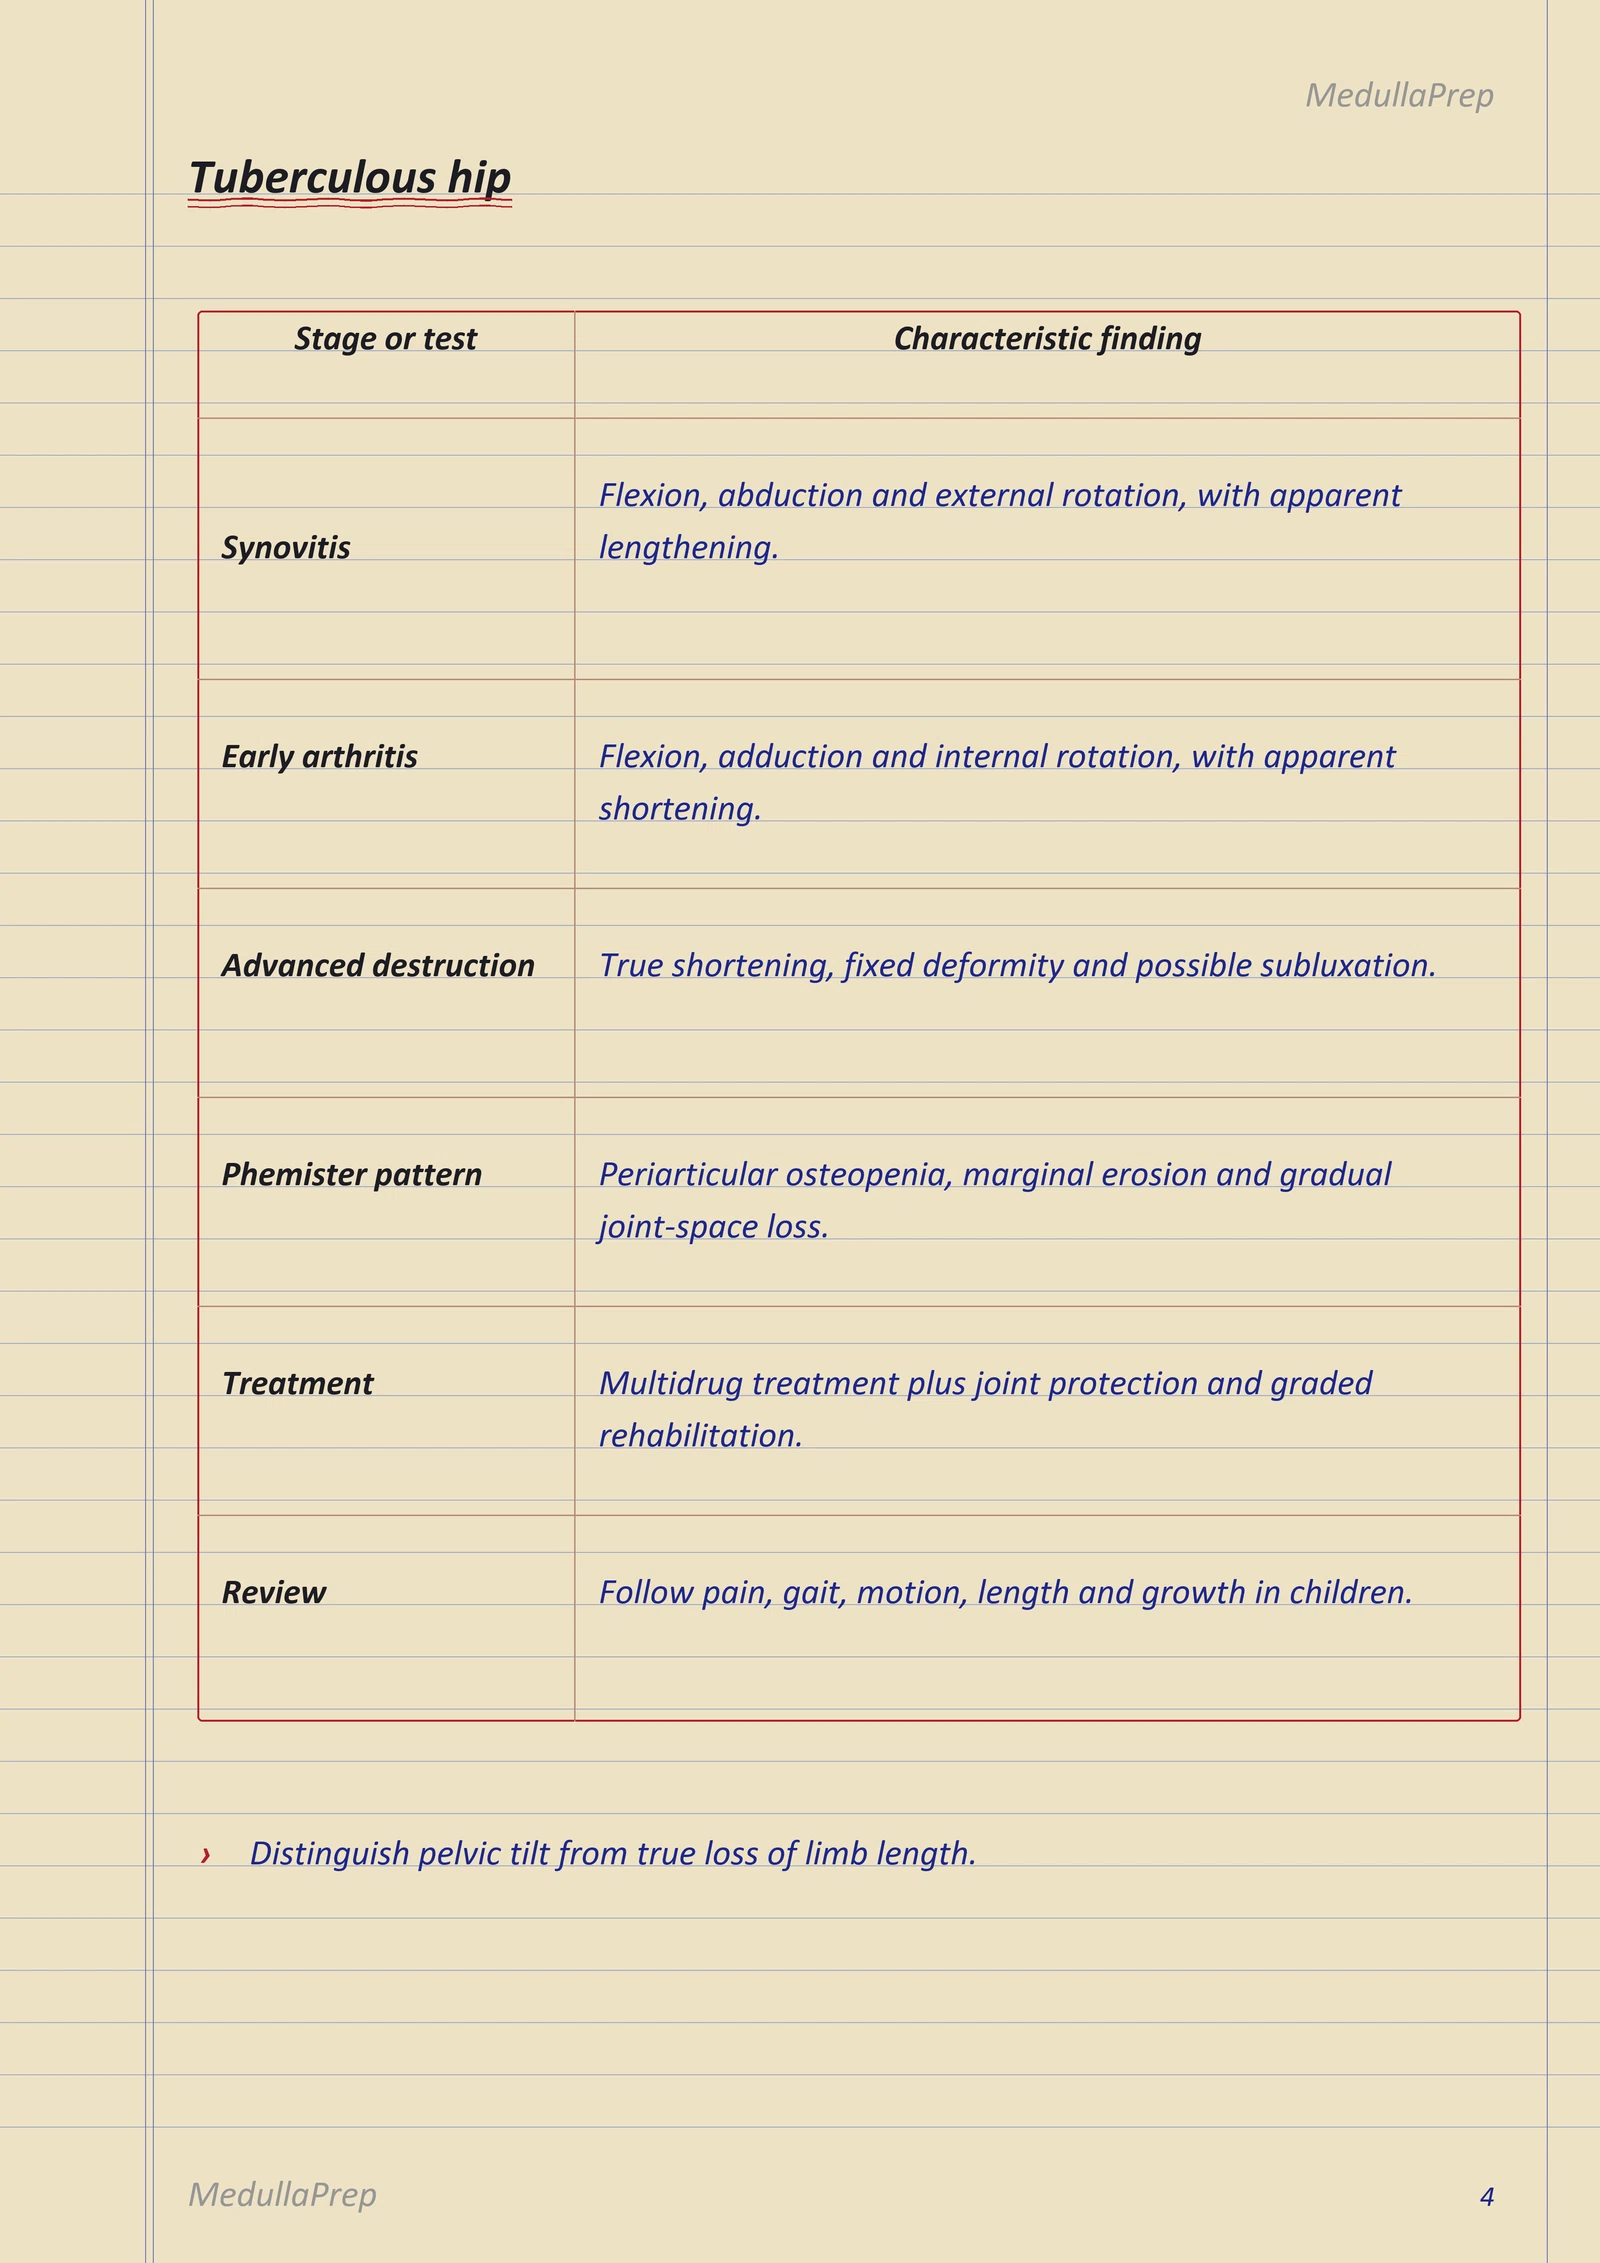 MedullaPrep
Tuberculous hip
Stage or test
Characteristic finding
Synovitis
Flexion, abduction and external rotation, with apparent
lengthening.
Early arthritis
Flexion, adduction and internal rotation, with apparent
shortening.
Advanced destruction
True shortening, fixed deformity and possible subluxation.
Phemister pattern
Periarticular osteopenia, marginal erosion and gradual
joint-space loss.
Treatment
Multidrug treatment plus joint protection and graded
rehabilitation.
Review
Follow pain, gait, motion, length and growth in children.
› Distinguish pelvic tilt from true loss of limb length.
MedullaPrep
4